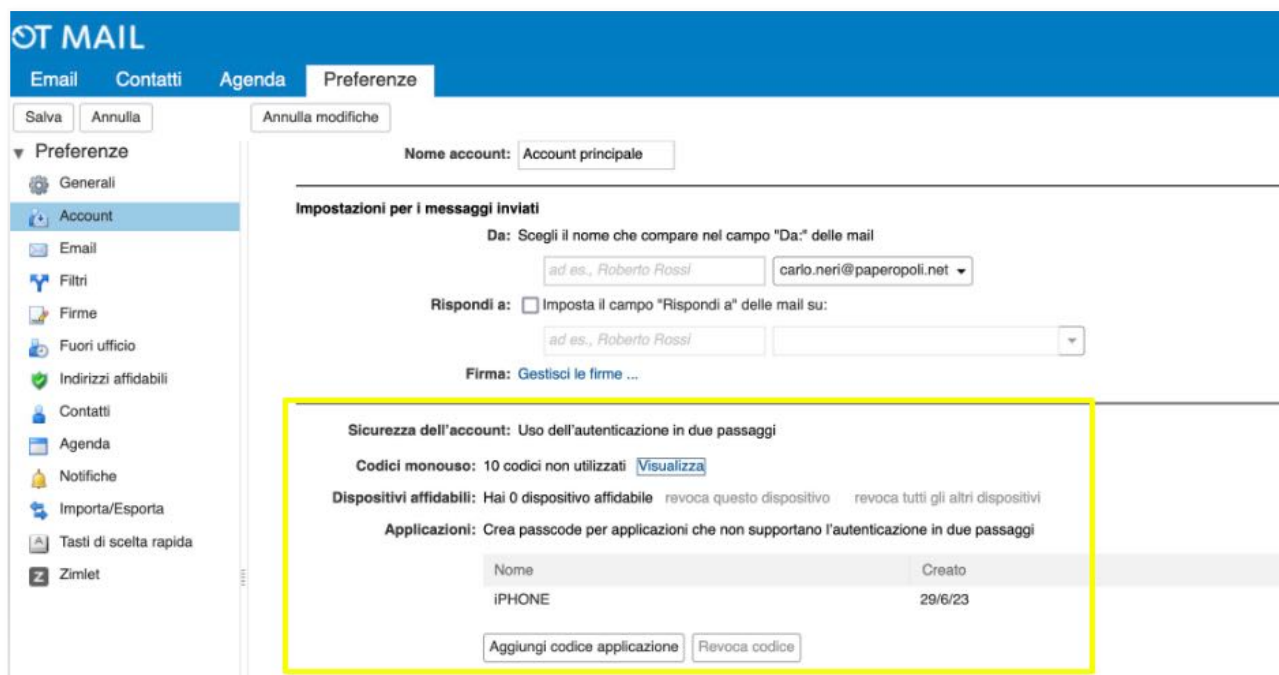 OT MAIL
Email Contatti Agenda Preferenze
Salva Annulla Annulla modifiche
Preferenze
Generali
Account
Email
Filtri
Firme
Fuori ufficio
Indirizzi affidabili
Contatti
Agenda
Notifiche
Importa/Esporta
Tasti di scelta rapida
Zimlet
Nome account: Account principale
Impostazioni per i messaggi inviati
Da: Scegli il nome che compare nel campo "Da:" delle mail
ad es., Roberto Rossi carlo.neri@paperopoli.net
Rispondi a: Imposta il campo "Rispondi a" delle mail su:
ad es., Roberto Rossi
Firma: Gestisci le firme ...
Sicurezza dell'account: Uso dell'autenticazione in due passaggi
Codici monouso: 10 codici non utilizzati Visualizza
Dispositivi affidabili: Hai 0 dispositivo affidabile revoca questo dispositivo revoca tutti gli altri dispositivi
Applicazioni: Crea passcode per applicazioni che non supportano l'autenticazione in due passaggi
Nome Creato
iPHONE 29/6/23
Aggiungi codice applicazione Revoca codice